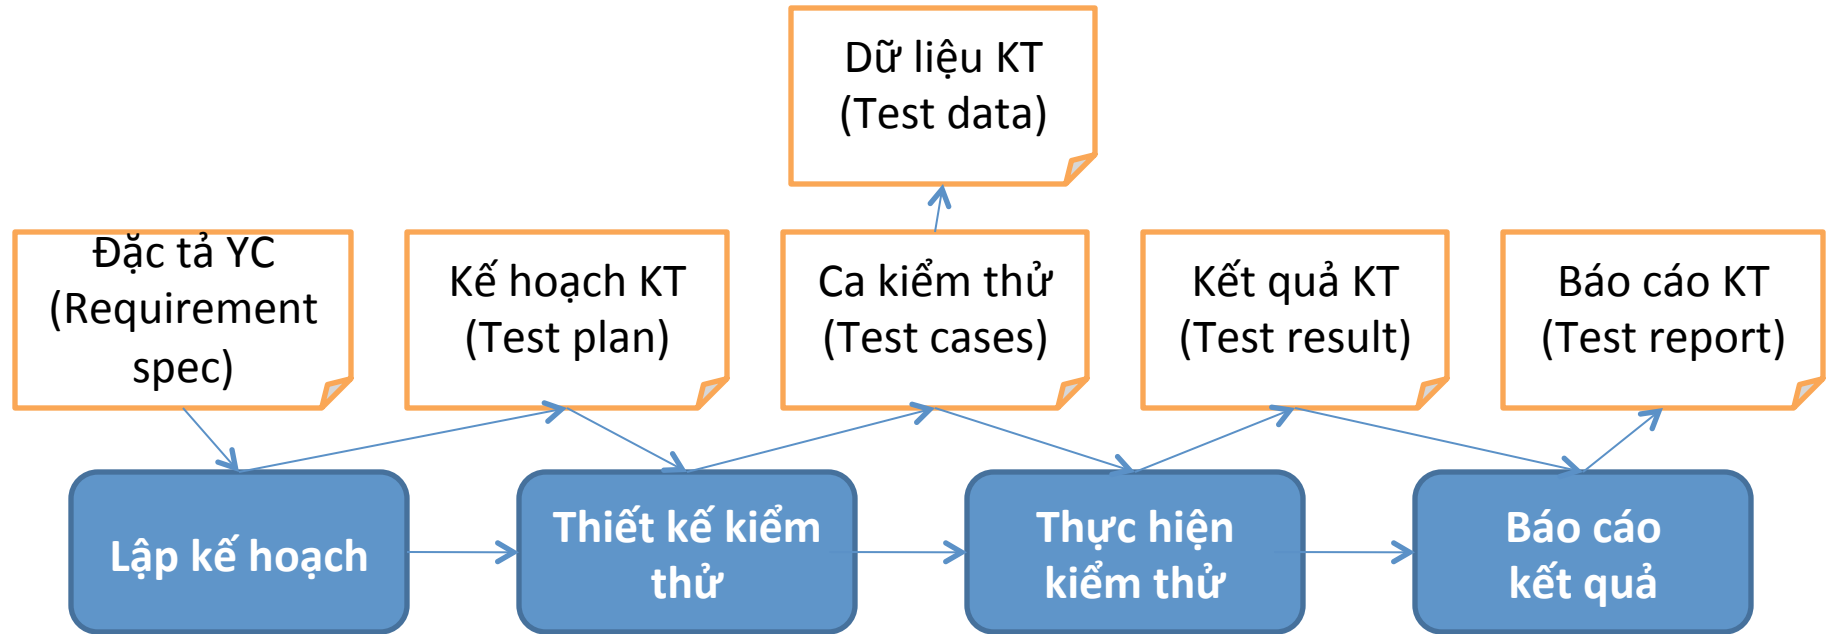 Dữ liệu KT
(Test data)
Đặc tả YC
(Requirement
spec)
Kế hoạch KT
(Test plan)
Ca kiểm thử
(Test cases)
Kết quả KT
(Test result)
Báo cáo KT
(Test report)
Lập kế hoạch
Thiết kế kiểm
thử
Thực hiện
kiểm thử
Báo cáo
kết quả